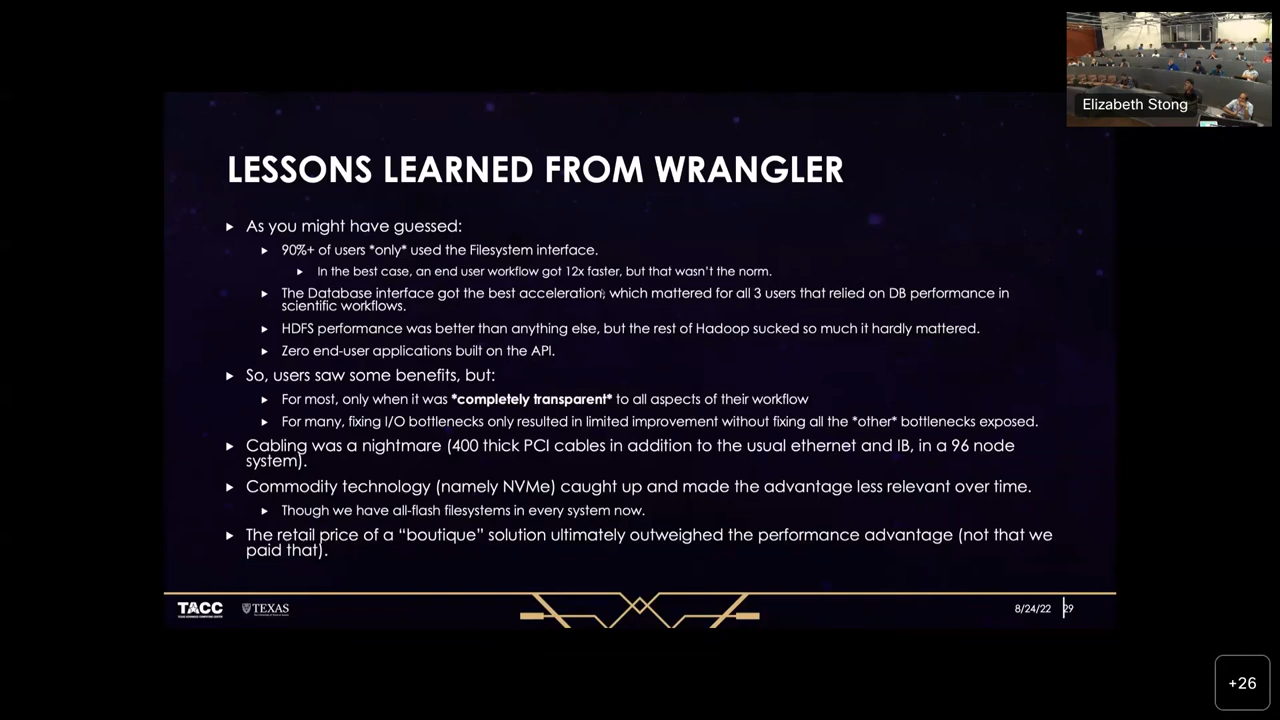 Elizabeth Stong
LESSONS LEARNED FROM WRANGLER
As you might have guessed:
90%+ of users *only* used the Filesystem interface.
In the best case, an end user workflow got 12x faster, but that wasn't the norm.
The Database interface got the best acceleration, which mattered for all 3 users that relied on DB performance in
scientific workflows.
HDFS performance was better than anything else, but the rest of Hadoop sucked so much it hardly mattered.
Zero end-user applications built on the API.
So, users saw some benefits, but:
For most, only when it was *completely transparent* to all aspects of their workflow
For many, fixing I/O bottlenecks only resulted in limited improvement without fixing all the *other* bottlenecks exposed.
Cabling was a nightmare (400 thick PCI cables in addition to the usual ethernet and IB, in a 96 node
system).
Commodity technology (namely NVMe) caught up and made the advantage less relevant over time.
Though we have all-flash filesystems in every system now.
The retail price of a "boutique" solution ultimately outweighed the performance advantage (not that we
paid that).
TACC
TEXAS
8/24/22 29
+26